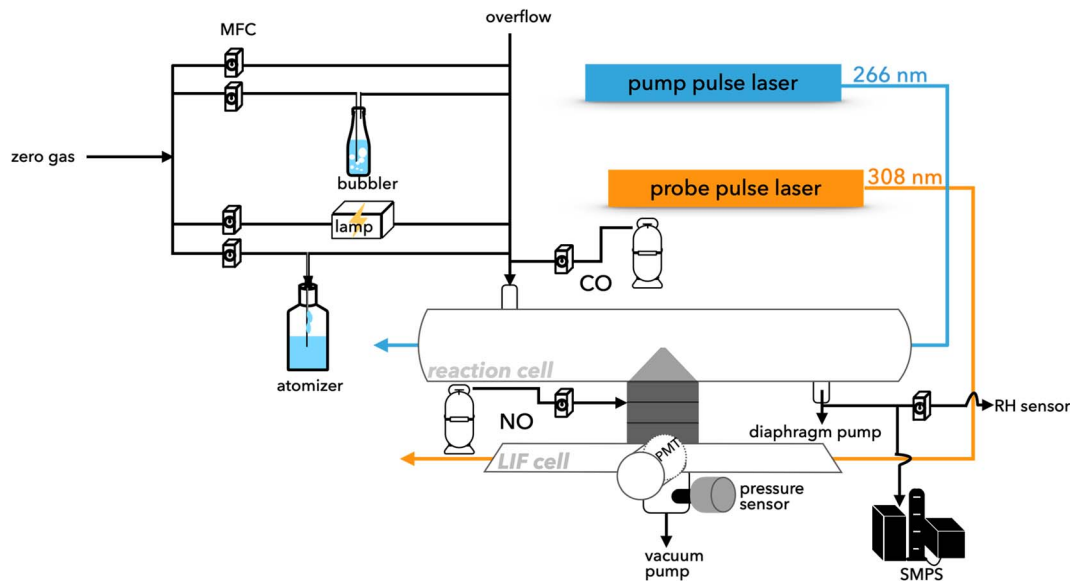 overflow
MFC
pump pulse laser
266 nm
zero gas
bubbler
probe pulse laser
308 nm
lamp
CO
atomizer
reaction cell
NO
RH sensor
diaphragm pump
LIF cell
PMT
pressure
sensor
vacuum
pump
SMPS